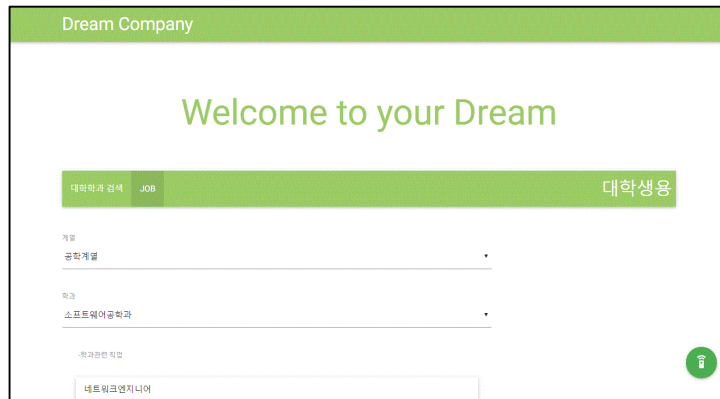 Dream Company
Welcome to your Dream
대학학과 검색 JOB 대학생용
계열
공학계열
학과
소프트웨어공학과
-학과관련 직업
네트워크엔지니어